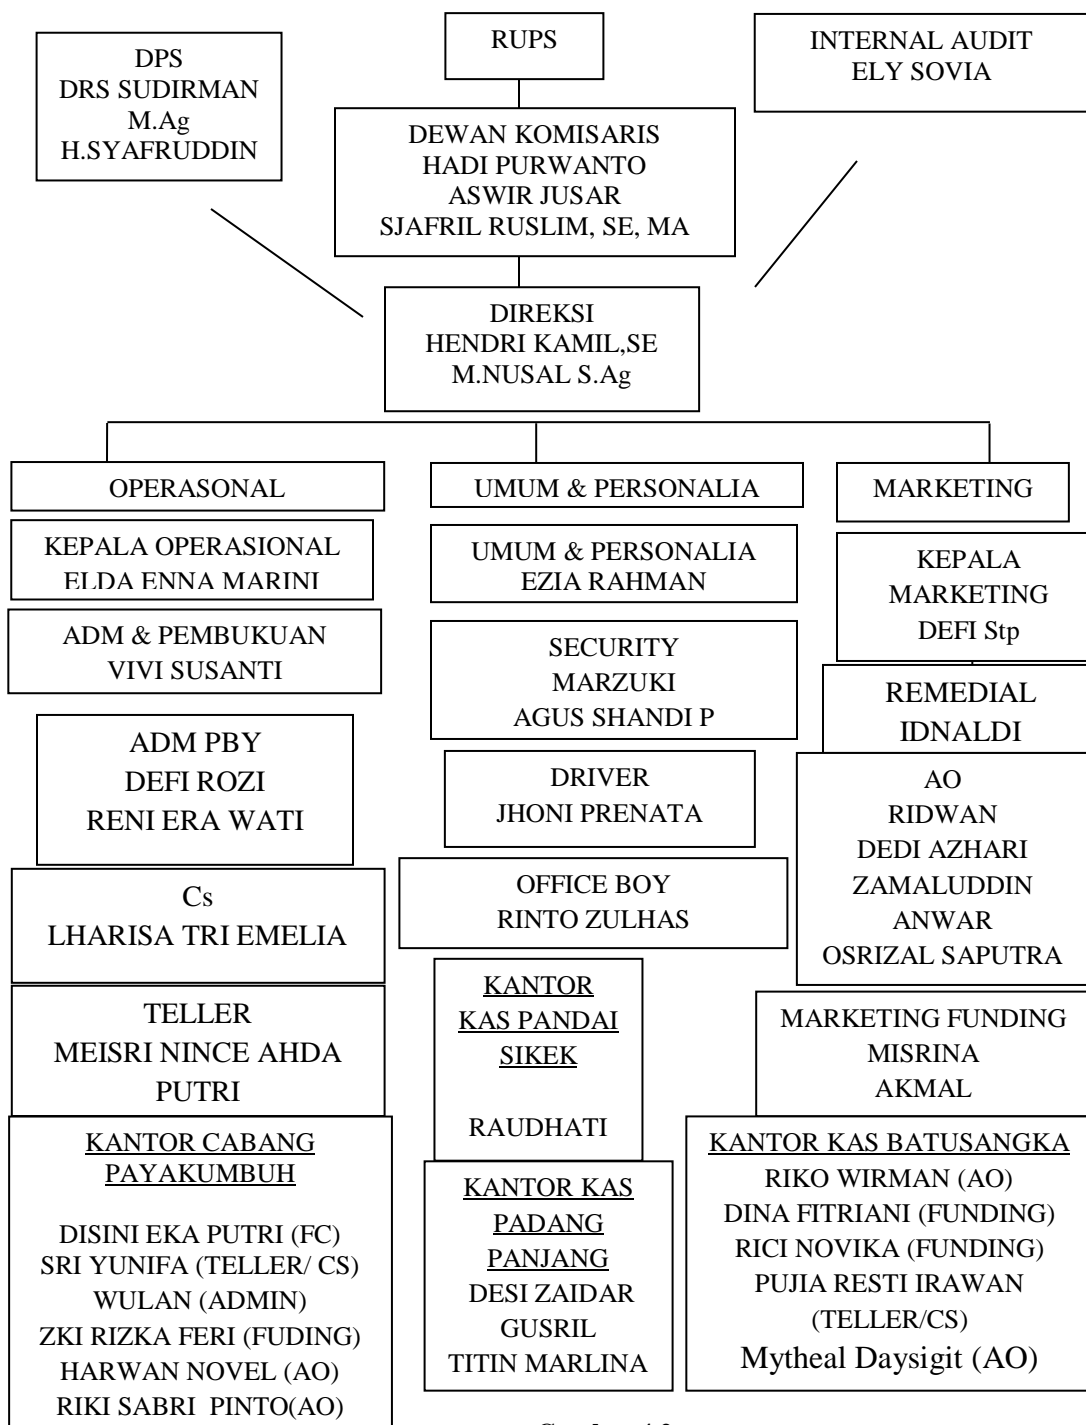 DPS
DRS SUDIRMAN
M.Ag
H.SYAFRUDDIN
RUPS
INTERNAL AUDIT
ELY SOVIA
DEWAN KOMISARIS
HADI PURWANTO
ASWIR JUSAR
SJAFRIL RUSLIM, SE, MA
DIREKSI
HENDRI KAMIL,SE
M.NUSAL S.Ag
OPERASONAL
KEPALA OPERASIONAL
ELDA ENNA MARINI
ADM & PEMBUKUAN
VIVI SUSANTI
ADM PBY
DEFI ROZI
RENI ERA WATI
Cs
LHARISA TRI EMELIA
TELLER
MEISRI NINCE AHDA
PUTRI
KANTOR CABANG
PAYAKUMBUH
DISINI EKA PUTRI (FC)
SRI YUNIFA (TELLER/ CS)
WULAN (ADMIN)
ZKI RIZKA FERI (FUDING)
HARWAN NOVEL (AO)
RIKI SABRI PINTO(AO)
UMUM & PERSONALIA
UMUM & PERSONALIA
EZIA RAHMAN
SECURITY
MARZUKI
AGUS SHANDI P
DRIVER
JHONI PRENATA
OFFICE BOY
RINTO ZULHAS
KANTOR
KAS PANDAI
SIKEK
RAUDHATI
KANTOR KAS
PADANG
PANJANG
DESI ZAIDAR
GUSRIL
TITIN MARLINA
MARKETING
KEPALA
MARKETING
DEFI Stp
REMEDIAL
IDNALDI
AO
RIDWAN
DEDI AZHARI
ZAMALUDDIN
ANWAR
OSRIZAL SAPUTRA
MARKETING FUNDING
MISRINA
AKMAL
KANTOR KAS BATUSANGKA
RIKO WIRMAN (AO)
DINA FITRIANI (FUNDING)
RICI NOVIKA (FUNDING)
PUJIA RESTI IRAWAN
(TELLER/CS)
Mytheal Daysigit (AO)